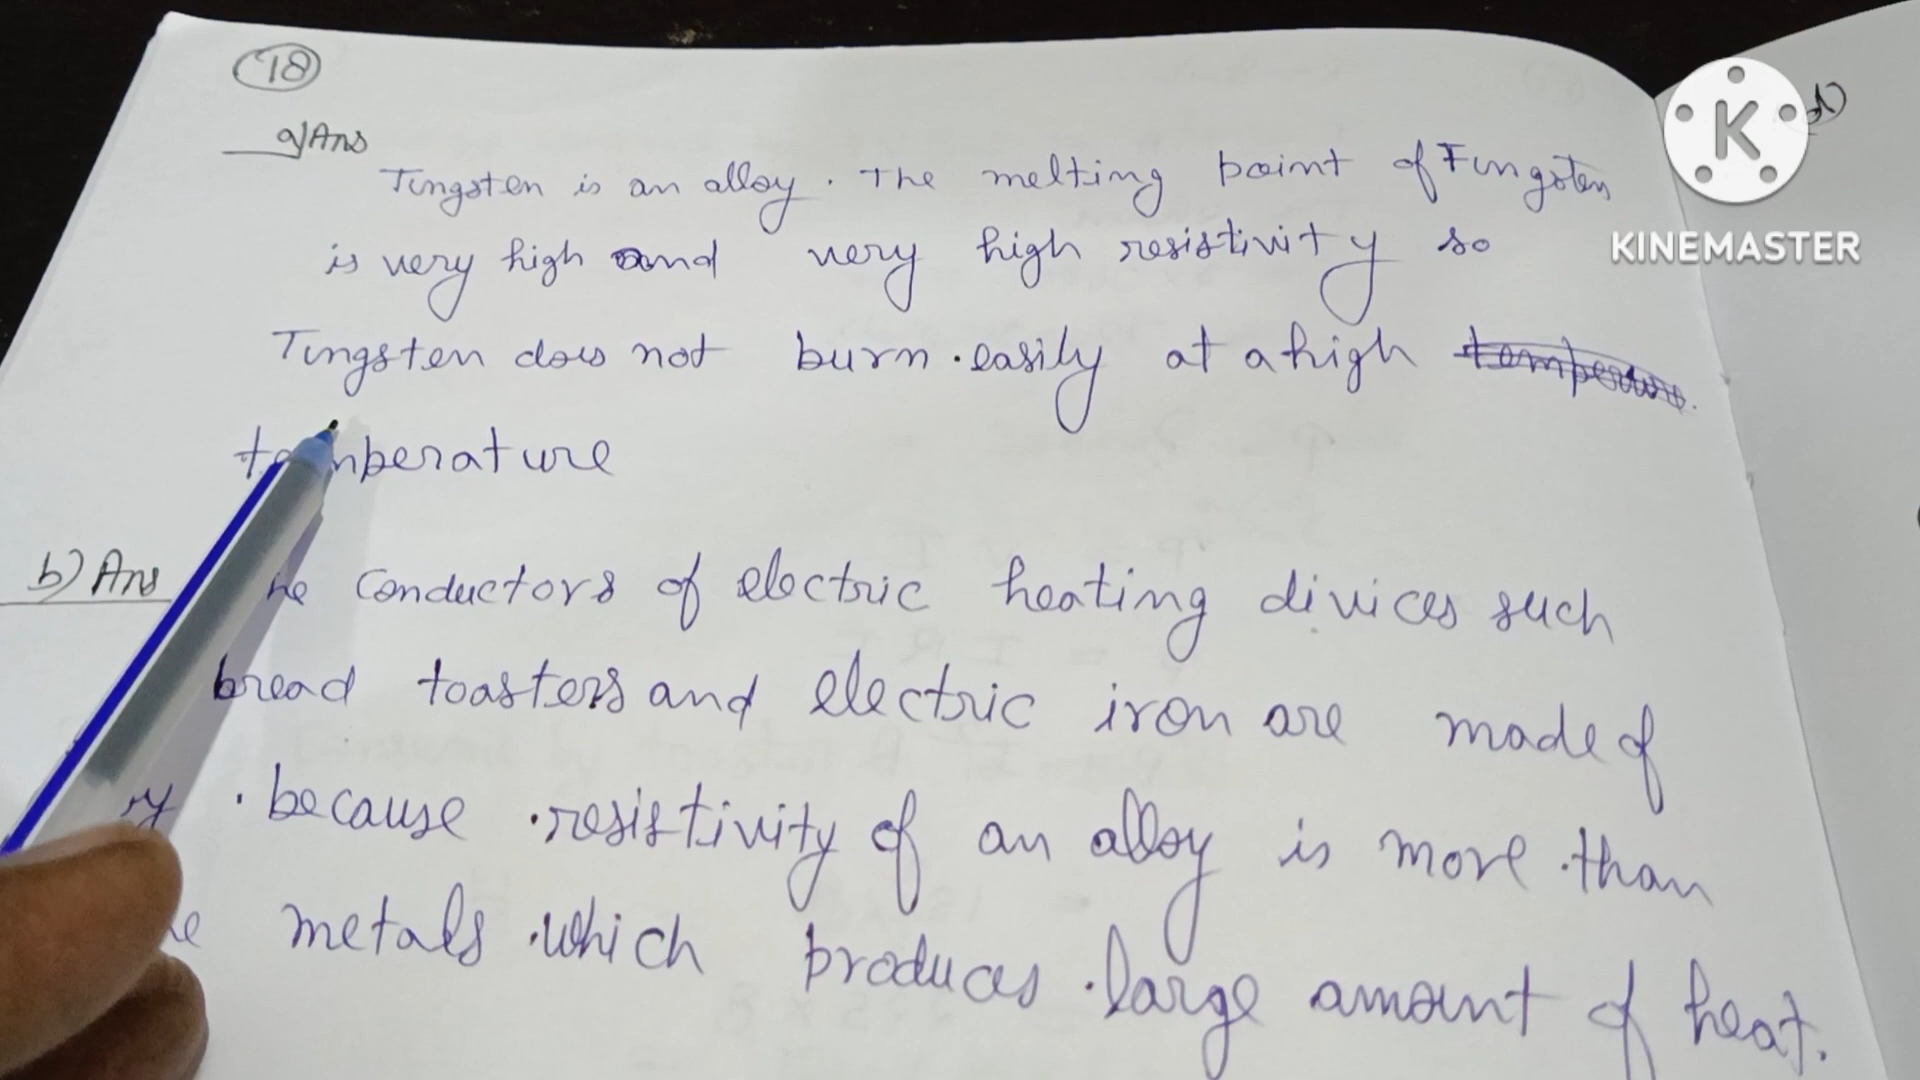 18
a) Ans
Tungsten is an alloy. The melting point of Tungsten
is very high and very high resistivity so
Tungsten does not burn easily at a high temperature
temperature
b) Ans conductors of electric heating divices such
bread toasters and electric iron are made of
. because resistivity of an alloy is more than
metals which produces large amount of heat.
d)
K
KINEMASTER